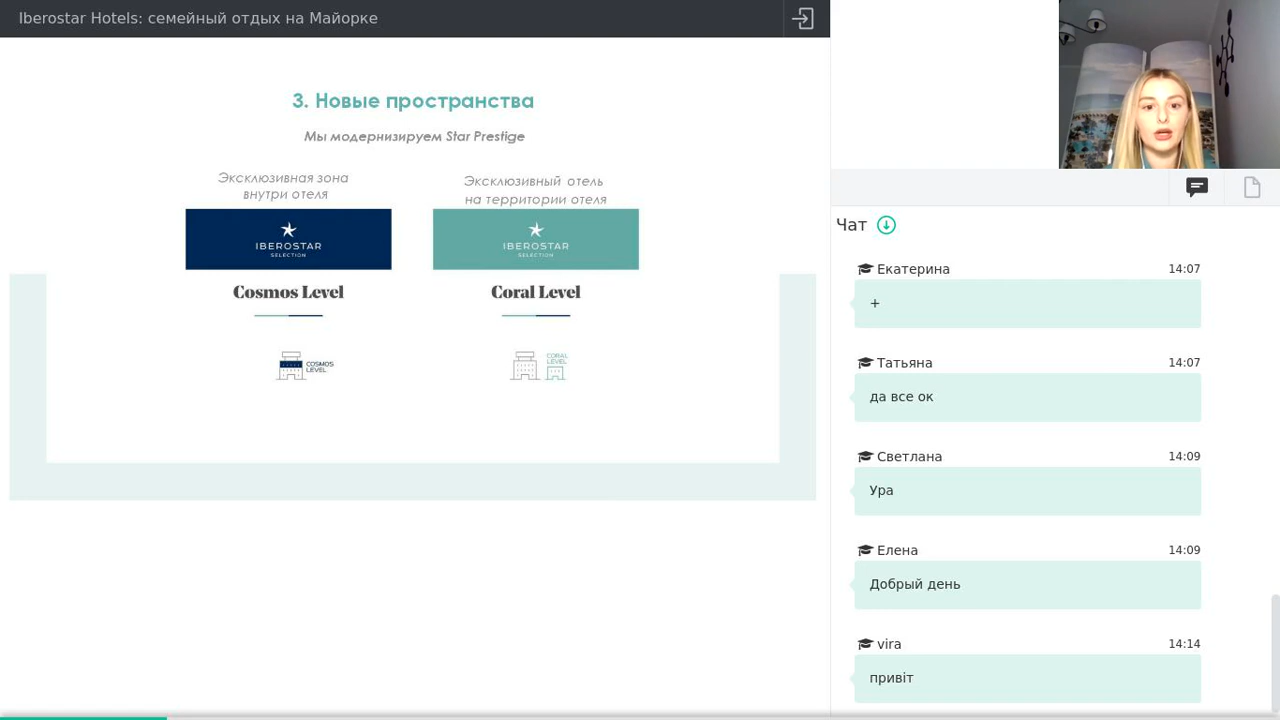 Iberostar Hotels: семейный отдых на Майорке
3. Новые пространства
Мы модернизируем Star Prestige
Эксклюзивная зона
внутри отеля
IBEROSTAR
SELECTION
Cosmos Level
COSMOS
LEVEL
Эксклюзивный отель
на территории отеля
IBEROSTAR
SELECTION
Coral Level
CORAL
LEVEL
Чат
Екатерина 14:07
+
Татьяна 14:07
да все ок
Светлана 14:09
Ура
Елена 14:09
Добрый день
vira 14:14
привіт